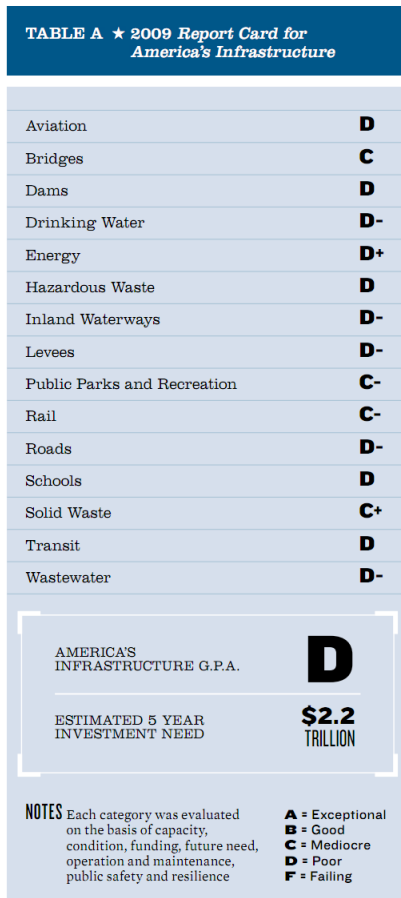 TABLE A ★ 2009 Report Card for
America's Infrastructure
Aviation D
Bridges C
Dams D
Drinking Water D-
Energy D+
Hazardous Waste D
Inland Waterways D-
Levees D-
Public Parks and Recreation C-
Rail C-
Roads D-
Schools D
Solid Waste C+
Transit D
Wastewater D-
AMERICA'S
INFRASTRUCTURE G.P.A. D
ESTIMATED 5 YEAR
INVESTMENT NEED
$2.2
TRILLION
NOTES Each category was evaluated
on the basis of capacity,
condition, funding, future need,
operation and maintenance,
public safety and resilience
A = Exceptional
B = Good
C = Mediocre
D = Poor
F = Failing